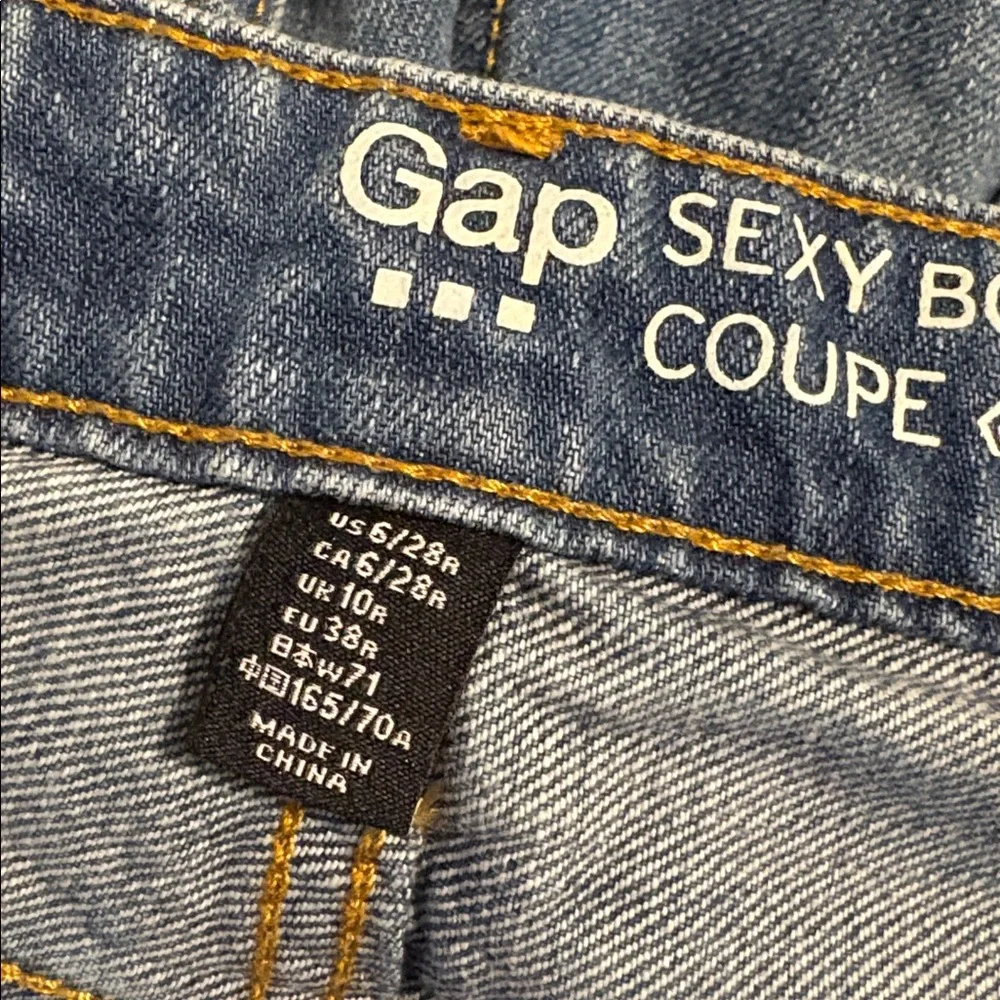 Gap SEXY
COUPE
US 6/28R
CA 6/28R
UK 10R
EU 38R
日本W71
中国165/70A
MADE IN
CHINA